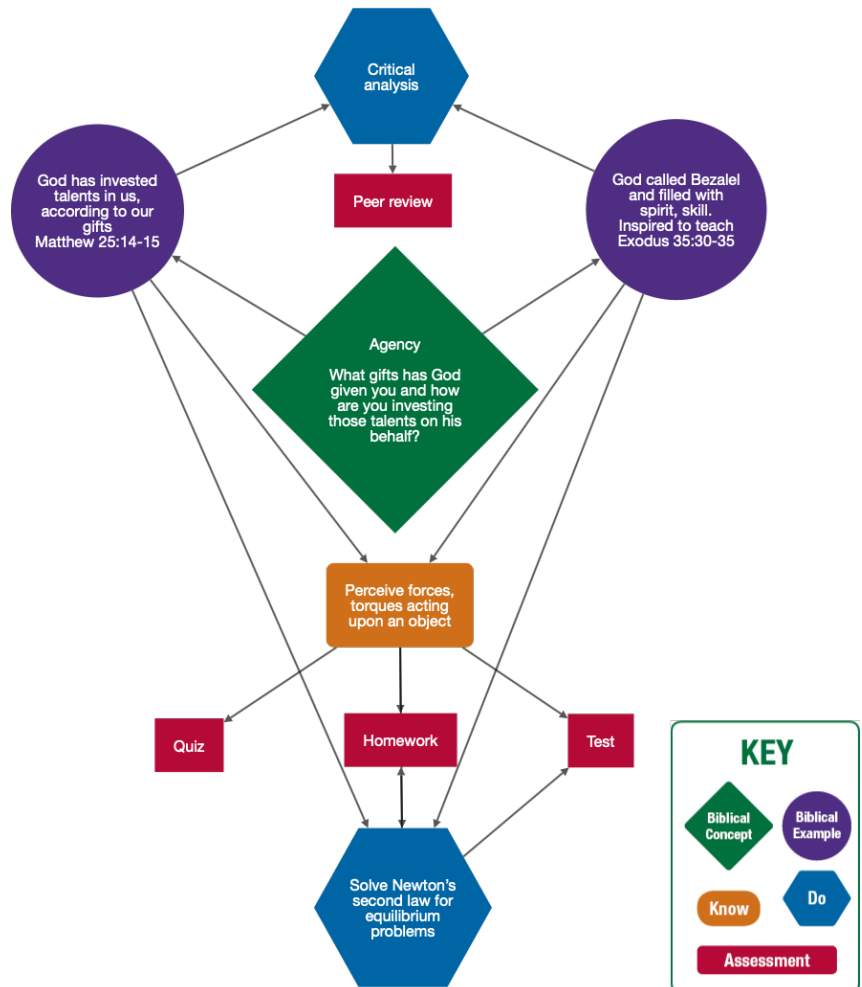 Critical
analysis
God has invested
talents in us,
according to our
gifts
Matthew 25:14-15
Peer review
God called Bezalel
and filled with
spirit, skill.
Inspired to teach
Exodus 35:30-35
Agency
What gifts has God
given you and how
are you investing
those talents on his
behalf?
Perceive forces,
torques acting
upon an object
Quiz
Homework
Test
Solve Newton's
second law for
equilibrium
problems
KEY
Biblical
Concept
Biblical
Example
Know
Do
Assessment